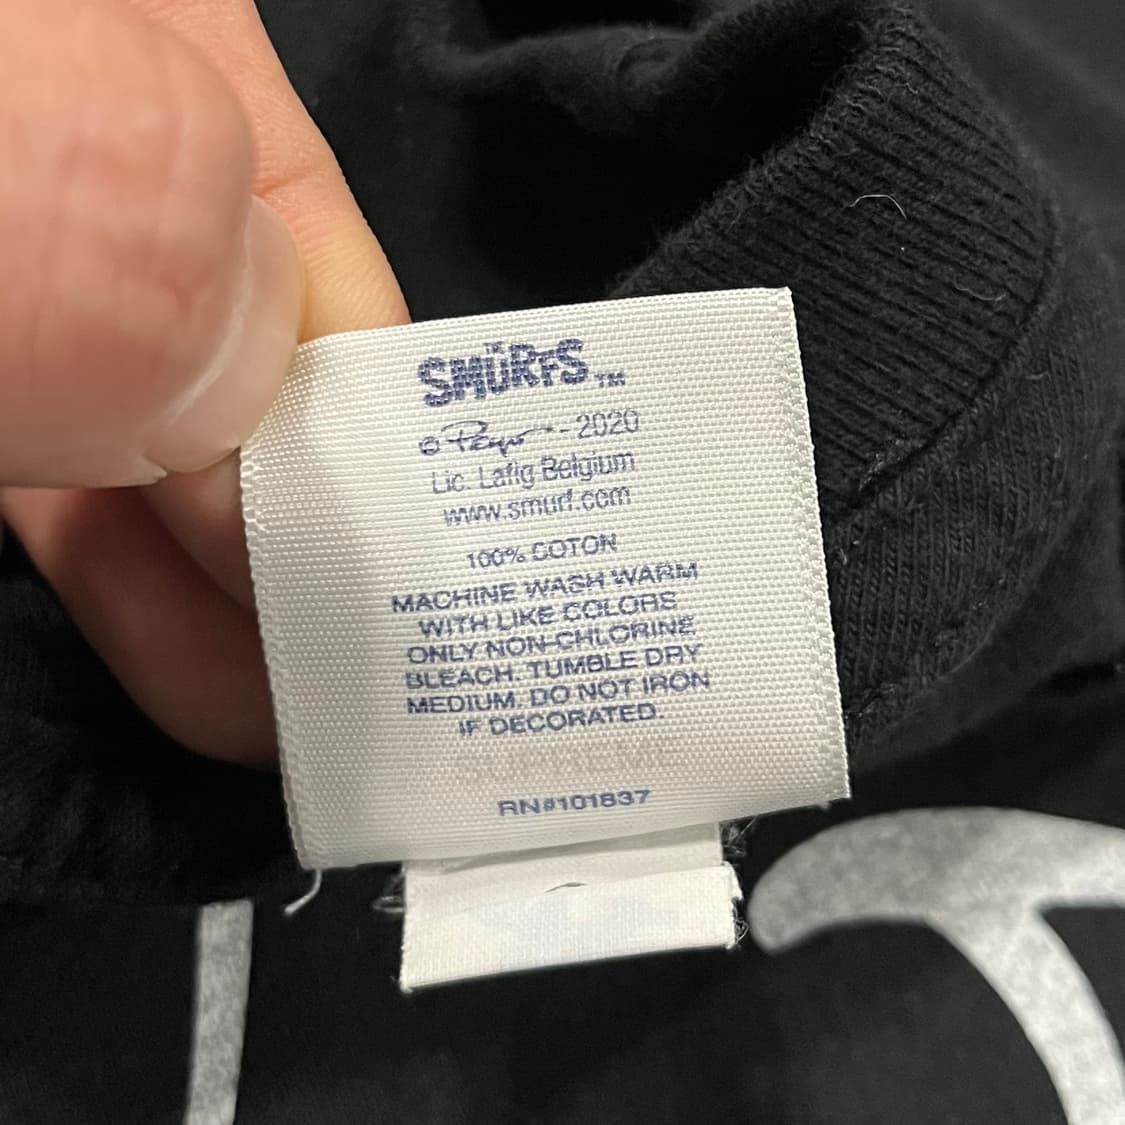 THE
SMURFS TM
© Peyo - 2020
Lic. Lafig Belgium
www.smurf.com
100% COTON
MACHINE WASH WARM
WITH LIKE COLORS
ONLY NON-CHLORINE
BLEACH. TUMBLE DRY
MEDIUM. DO NOT IRON
IF DECORATED.
SUPREME
RN#101837